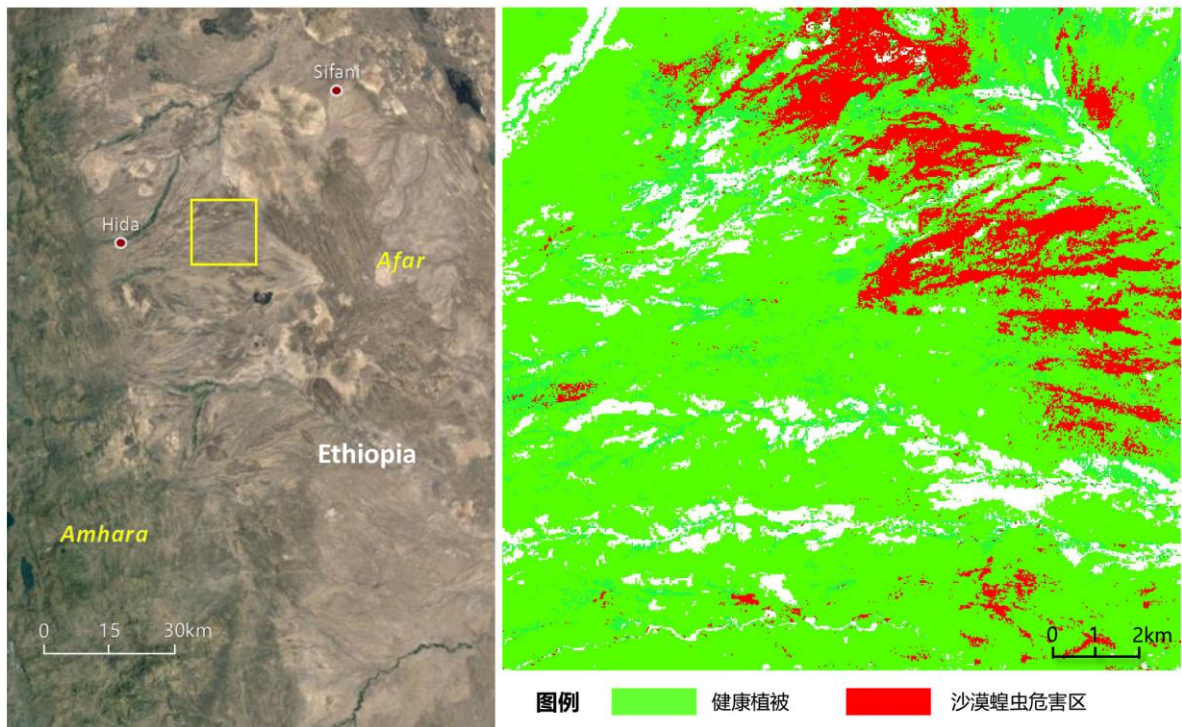 Sifani
Hida
Afar
Ethiopia
Amhara
0 15 30km
0 1 2km
图例 健康植被 沙漠蝗虫危害区